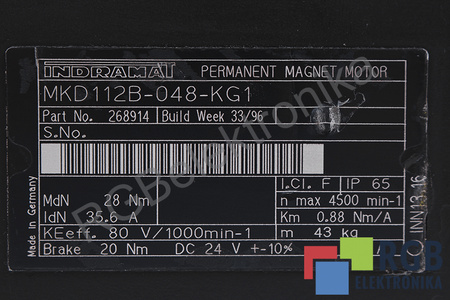 INDRAMAT PERMANENT MAGNET MOTOR
MKD112B-048-KG1
Part No. 268914 Build Week 33/96
S.No.
I.Cl. F IP 65
MdN 28 Nm n max 4500 min-1
IdN 35.6 A Km 0.88 Nm/A
KEeff. 80 V/1000min-1 m 43 kg
Brake 20 Nm DC 24 V +-10%
Made in Germany
INN 13.16
RGB elektronika
RGB
ELEKTRONIKA